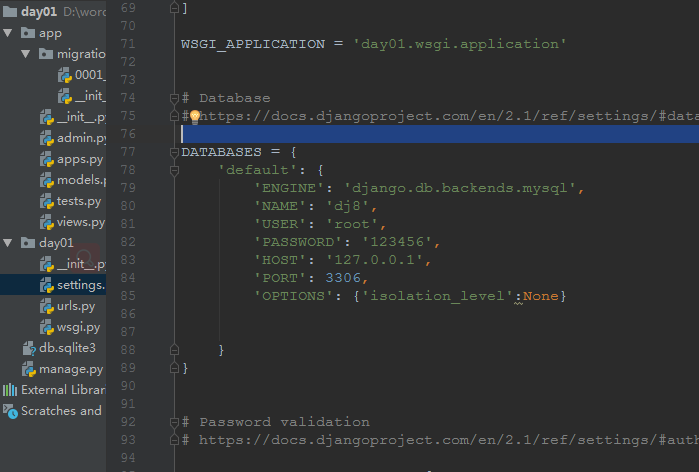 day01 D:\word
app
migration
0001_
__init_
__init__.p
admin.py
apps.py
models.p
tests.py
views.py
day01
__init__.py
settings.
urls.py
wsgi.py
db.sqlite3
manage.py
External Librar
Scratches and
69 ]
70
71 WSGI_APPLICATION = 'day01.wsgi.application'
72
73
74 # Database
75 # https://docs.djangoproject.com/en/2.1/ref/settings/#data
76
77 DATABASES = {
78 'default': {
79 'ENGINE': 'django.db.backends.mysql',
80 'NAME': 'dj8',
81 'USER': 'root',
82 'PASSWORD': '123456',
83 'HOST': '127.0.0.1',
84 'PORT': 3306,
85 'OPTIONS': {'isolation_level':None}
86
87
88 }
89 }
90
91
92 # Password validation
93 # https://docs.djangoproject.com/en/2.1/ref/settings/#auth
94